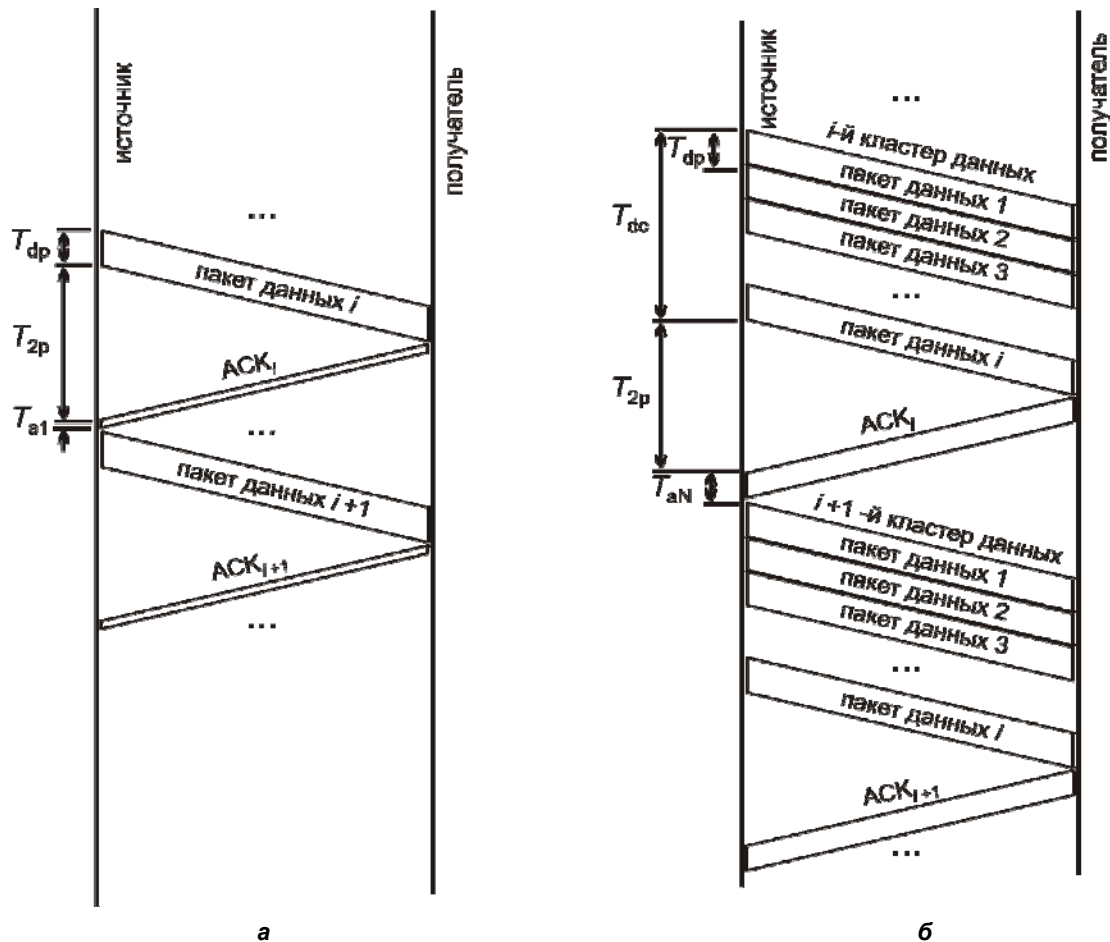 источник
получатель
...
T_dp
пакет данных i
T_2p
ACK_i
T_a1
...
пакет данных i +1
ACK_i+1
...
а
источник
получатель
...
T_dp
i-й кластер данных
пакет данных 1
T_dc
пакет данных 2
пакет данных 3
...
пакет данных i
T_2p
ACK_i
T_aN
i +1 -й кластер данных
пакет данных 1
пакет данных 2
пакет данных 3
...
пакет данных i
ACK_i+1
...
б